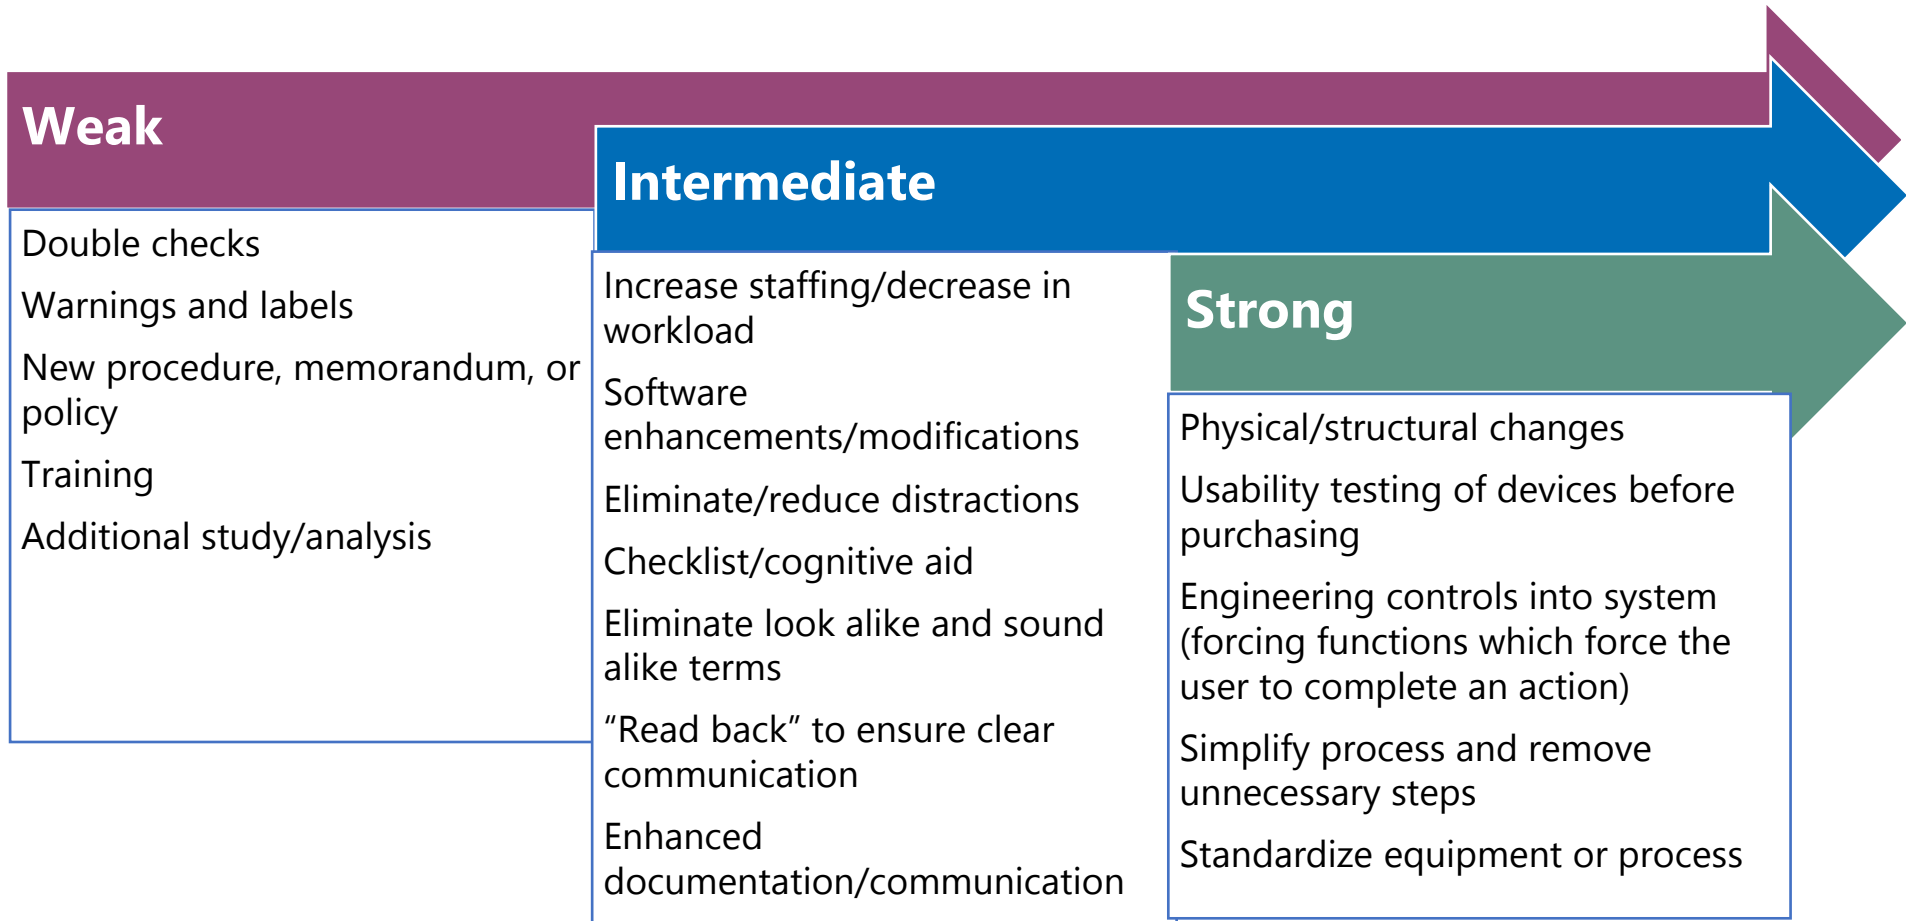 Weak
Double checks
Warnings and labels
New procedure, memorandum, or
policy
Training
Additional study/analysis
Intermediate
Increase staffing/decrease in
workload
Software
enhancements/modifications
Eliminate/reduce distractions
Checklist/cognitive aid
Eliminate look alike and sound
alike terms
“Read back” to ensure clear
communication
Enhanced
documentation/communication
Strong
Physical/structural changes
Usability testing of devices before
purchasing
Engineering controls into system
(forcing functions which force the
user to complete an action)
Simplify process and remove
unnecessary steps
Standardize equipment or process